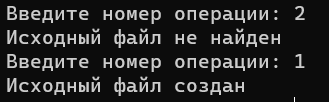 Введите номер операции: 2
Исходный файл не найден
Введите номер операции: 1
Исходный файл создан